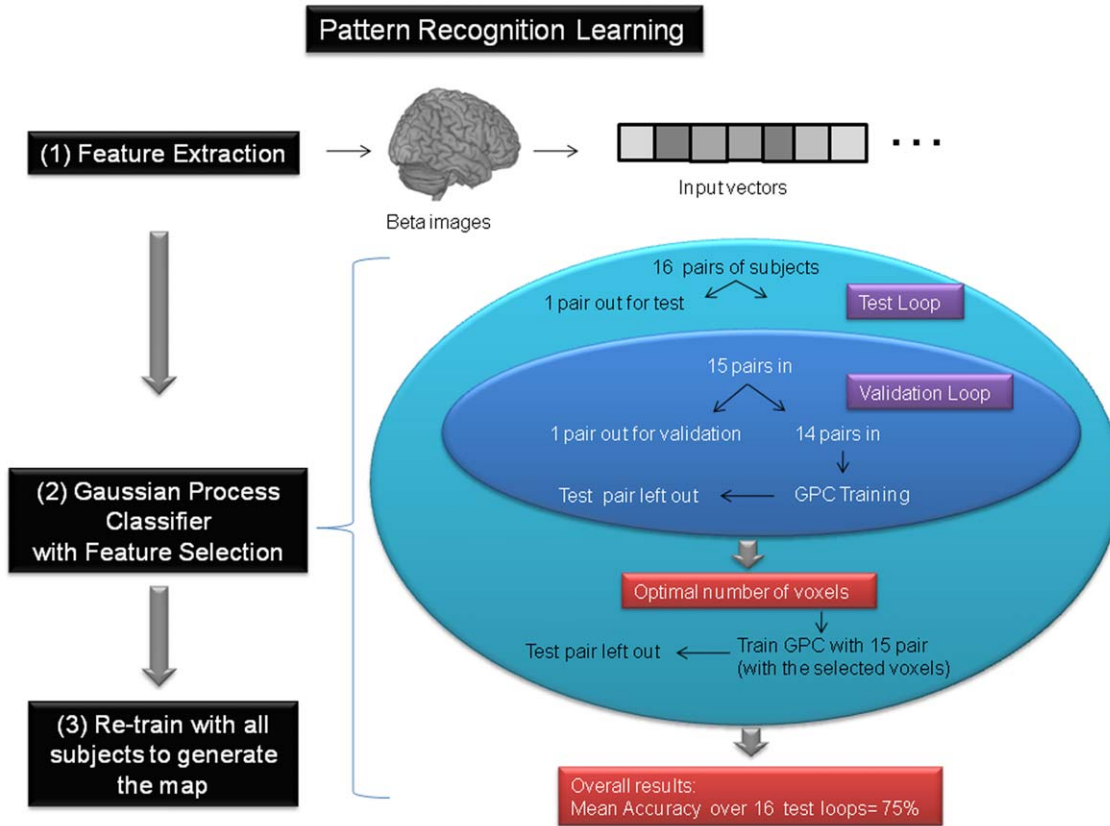 Pattern Recognition Learning
(1) Feature Extraction
Beta images
Input vectors
...
16 pairs of subjects
1 pair out for test
Test Loop
15 pairs in
Validation Loop
1 pair out for validation
14 pairs in
Test pair left out
GPC Training
(2) Gaussian Process
Classifier
with Feature Selection
Optimal number of voxels
Test pair left out
Train GPC with 15 pair
(with the selected voxels)
(3) Re-train with all
subjects to generate
the map
Overall results:
Mean Accuracy over 16 test loops= 75%